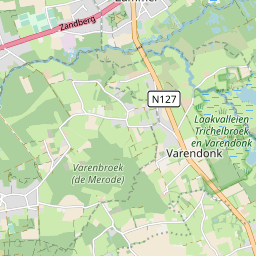 Zandberg
N127
Laakvalleien
Trichelbroek
en Varendonk
Varendonk
Varenbroek
(de Merode)